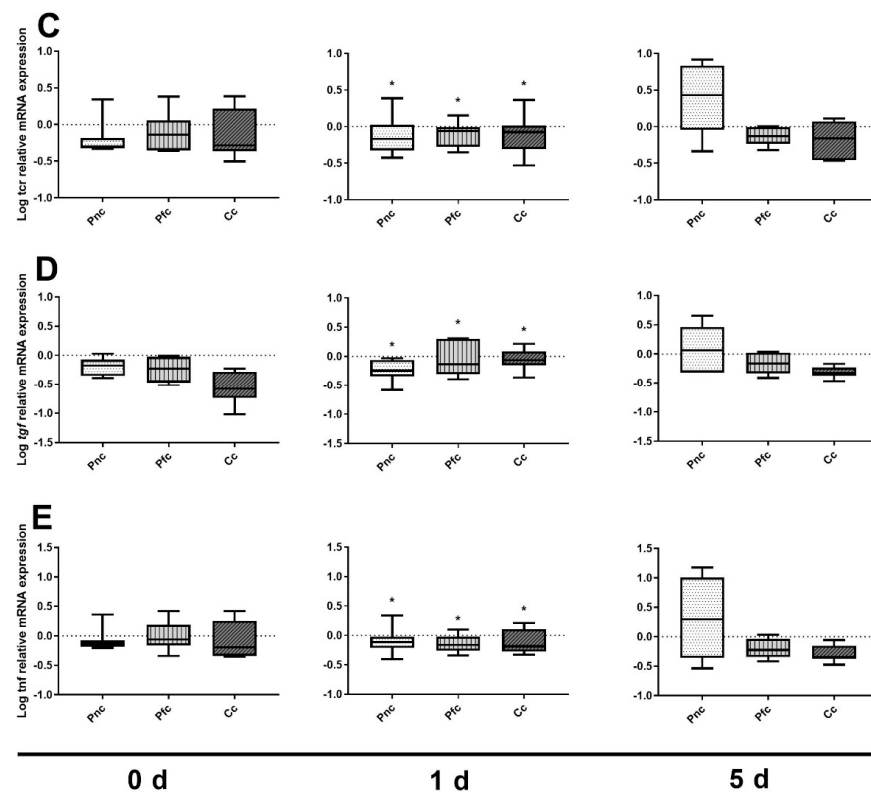 C
Log tcr relative mRNA expression
1.0
0.5
0.0
-0.5
-1.0
Pnc
Pfc
Cc
1.0
0.5
0.0
-0.5
-1.0
* * *
Pnc
Pfc
Cc
1.0
0.5
0.0
-0.5
-1.0
Pnc
Pfc
Cc
D
Log tgf relative mRNA expression
1.0
0.5
0.0
-0.5
-1.0
-1.5
Pnc
Pfc
Cc
1.0
0.5
0.0
-0.5
-1.0
-1.5
* * *
Pnc
Pfc
Cc
1.0
0.5
0.0
-0.5
-1.0
-1.5
Pnc
Pfc
Cc
E
Log tnf relative mRNA expression
1.5
1.0
0.5
0.0
-0.5
-1.0
Pnc
Pfc
Cc
1.5
1.0
0.5
0.0
-0.5
-1.0
* * *
Pnc
Pfc
Cc
1.5
1.0
0.5
0.0
-0.5
-1.0
Pnc
Pfc
Cc
0 d 1 d 5 d